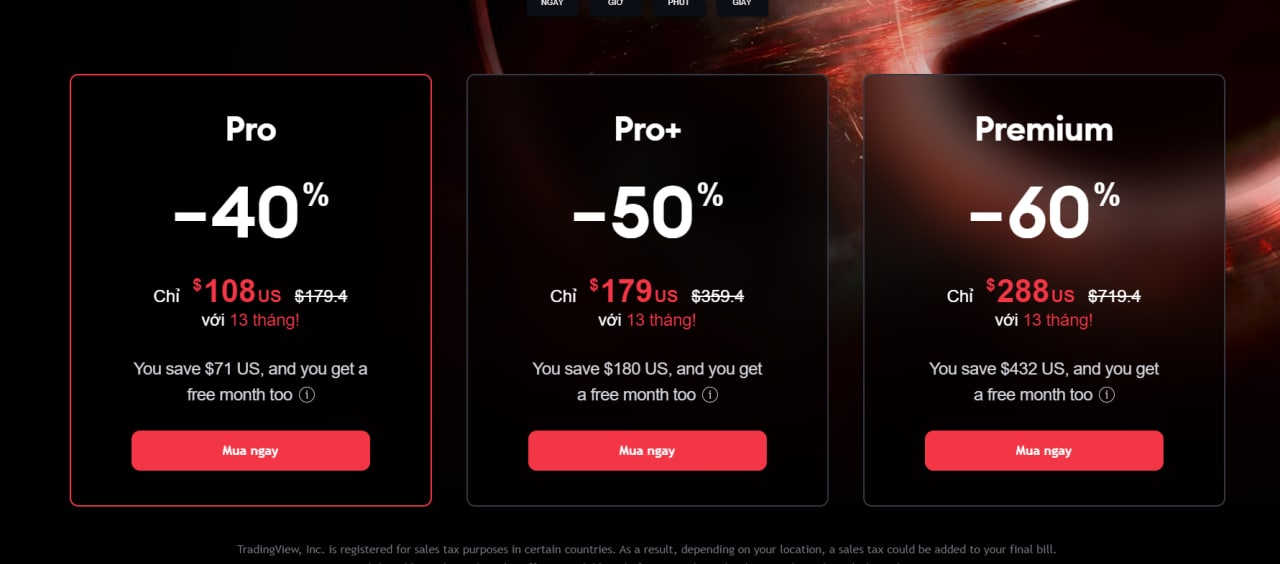 NGÀY GIỜ PHÚT GIÂY
Pro
−40%
Chỉ $108US $179.4
với 13 tháng!
You save $71 US, and you get a
free month too
Mua ngay
Pro+
−50%
Chỉ $179US $359.4
với 13 tháng!
You save $180 US, and you get
a free month too
Mua ngay
Premium
−60%
Chỉ $288US $719.4
với 13 tháng!
You save $432 US, and you get
a free month too
Mua ngay
TradingView, Inc. is registered for sales tax purposes in certain countries. As a result, depending on your location, a sales tax could be added to your final bill.